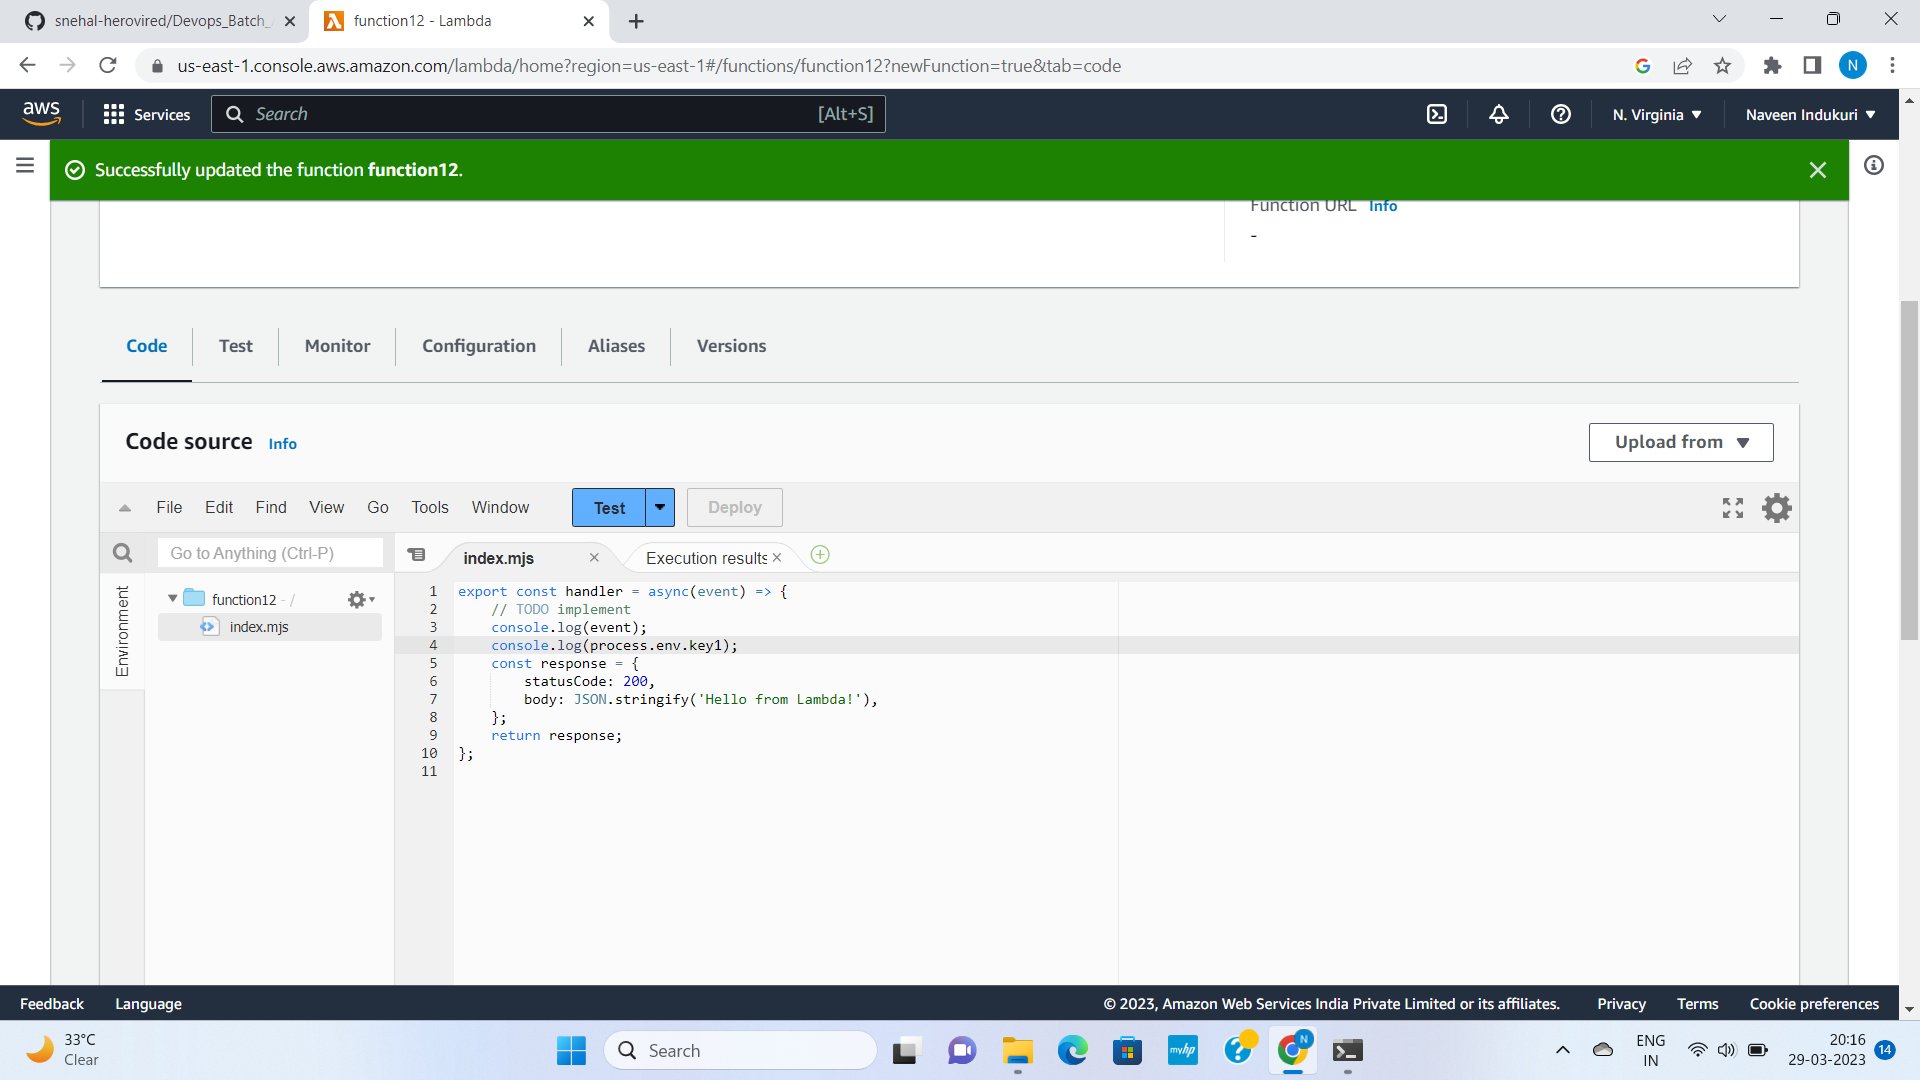 snehal-herovired/Devops_Batch_
function12 - Lambda
us-east-1.console.aws.amazon.com/lambda/home?region=us-east-1#/functions/function12?newFunction=true&tab=code
N
aws
Services
Search
[Alt+S]
N. Virginia
Naveen Indukuri
Successfully updated the function function12.
Function URL Info
-
Code
Test
Monitor
Configuration
Aliases
Versions
Code source Info
Upload from
File Edit Find View Go Tools Window
Test
Deploy
Go to Anything (Ctrl-P)
index.mjs
Execution results
Environment
function12 - /
index.mjs
1 export const handler = async(event) => {
2 // TODO implement
3 console.log(event);
4 console.log(process.env.key1);
5 const response = {
6 statusCode: 200,
7 body: JSON.stringify('Hello from Lambda!'),
8 };
9 return response;
10 };
11
Feedback Language
© 2023, Amazon Web Services India Private Limited or its affiliates. Privacy Terms Cookie preferences
33°C
Clear
Search
myhp
N
ENG
IN
20:16
29-03-2023
14